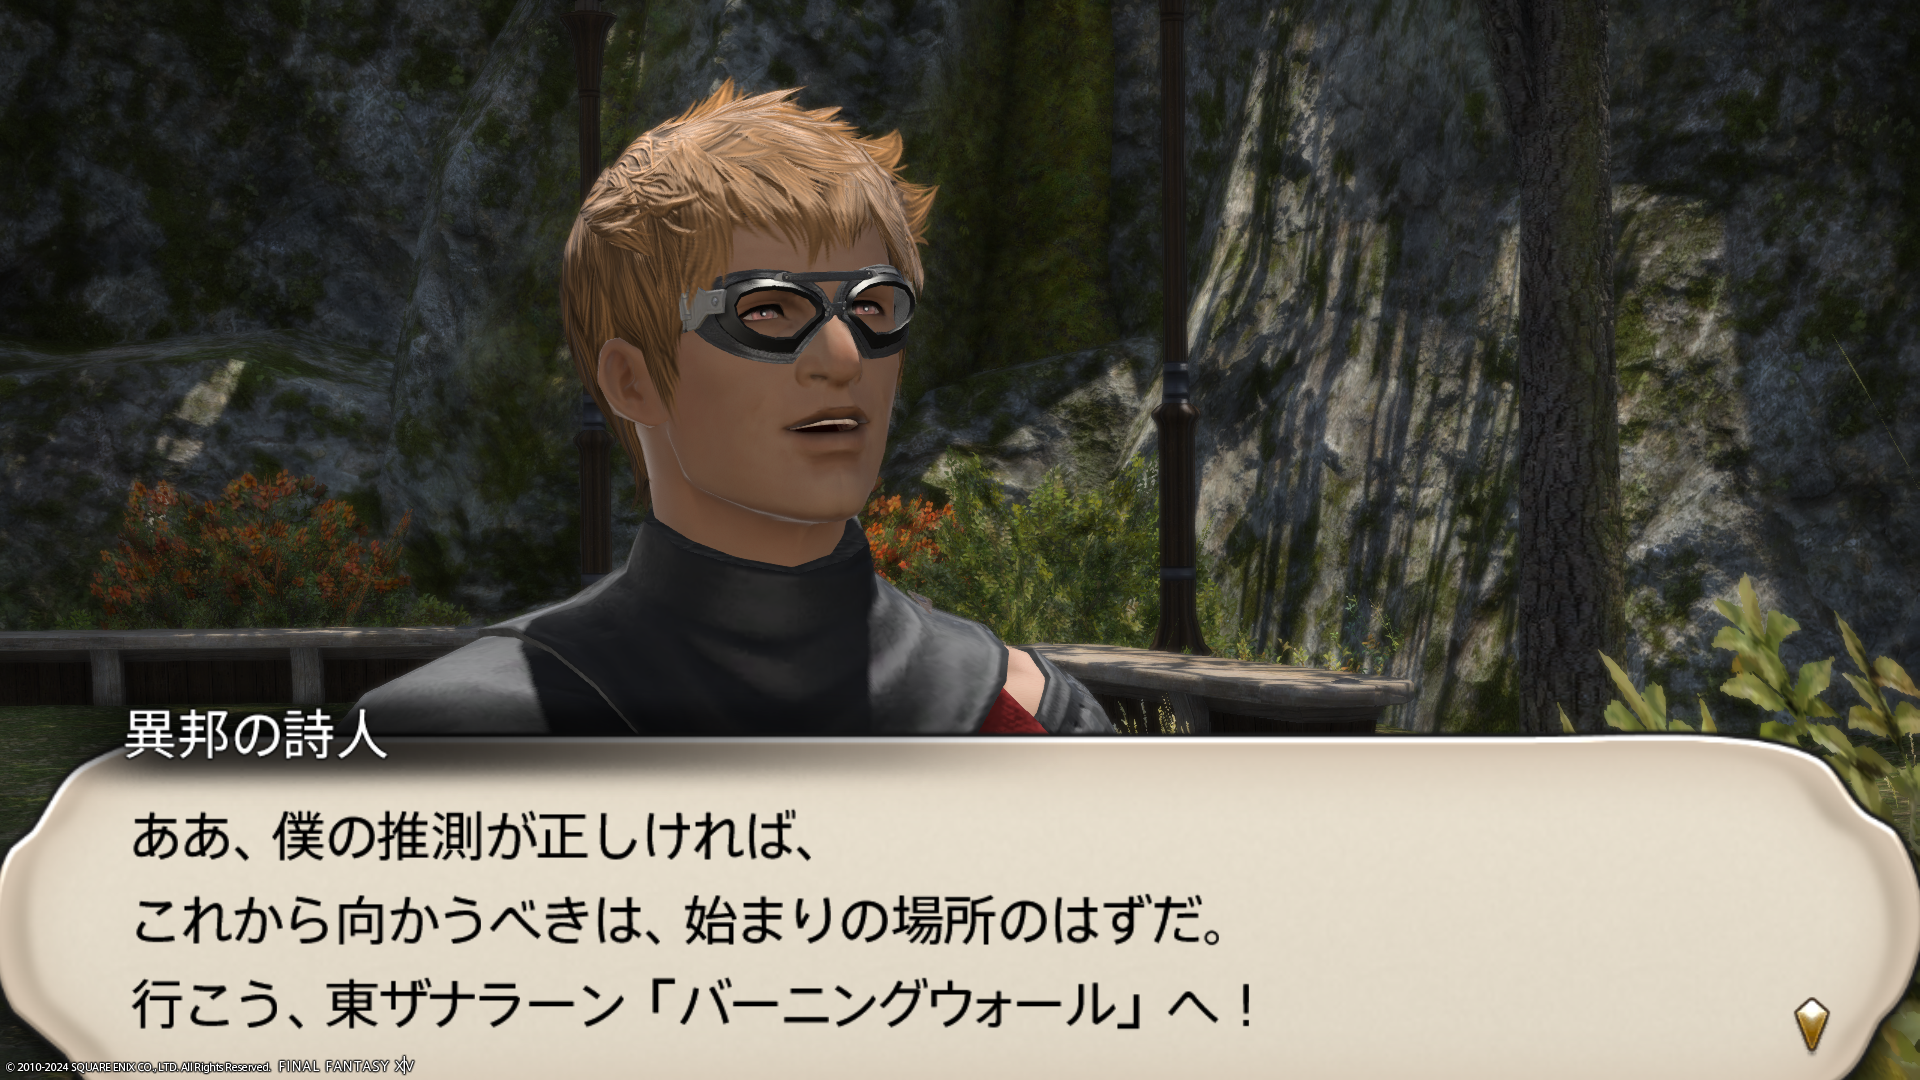 異邦の詩人
ああ、僕の推測が正しければ、
これから向かうべきは、始まりの場所のはずだ。
行こう、東ザナラーン「バーニングウォール」へ！
© 2010-2024 SQUARE ENIX CO., LTD. All Rights Reserved. FINAL FANTASY XIV